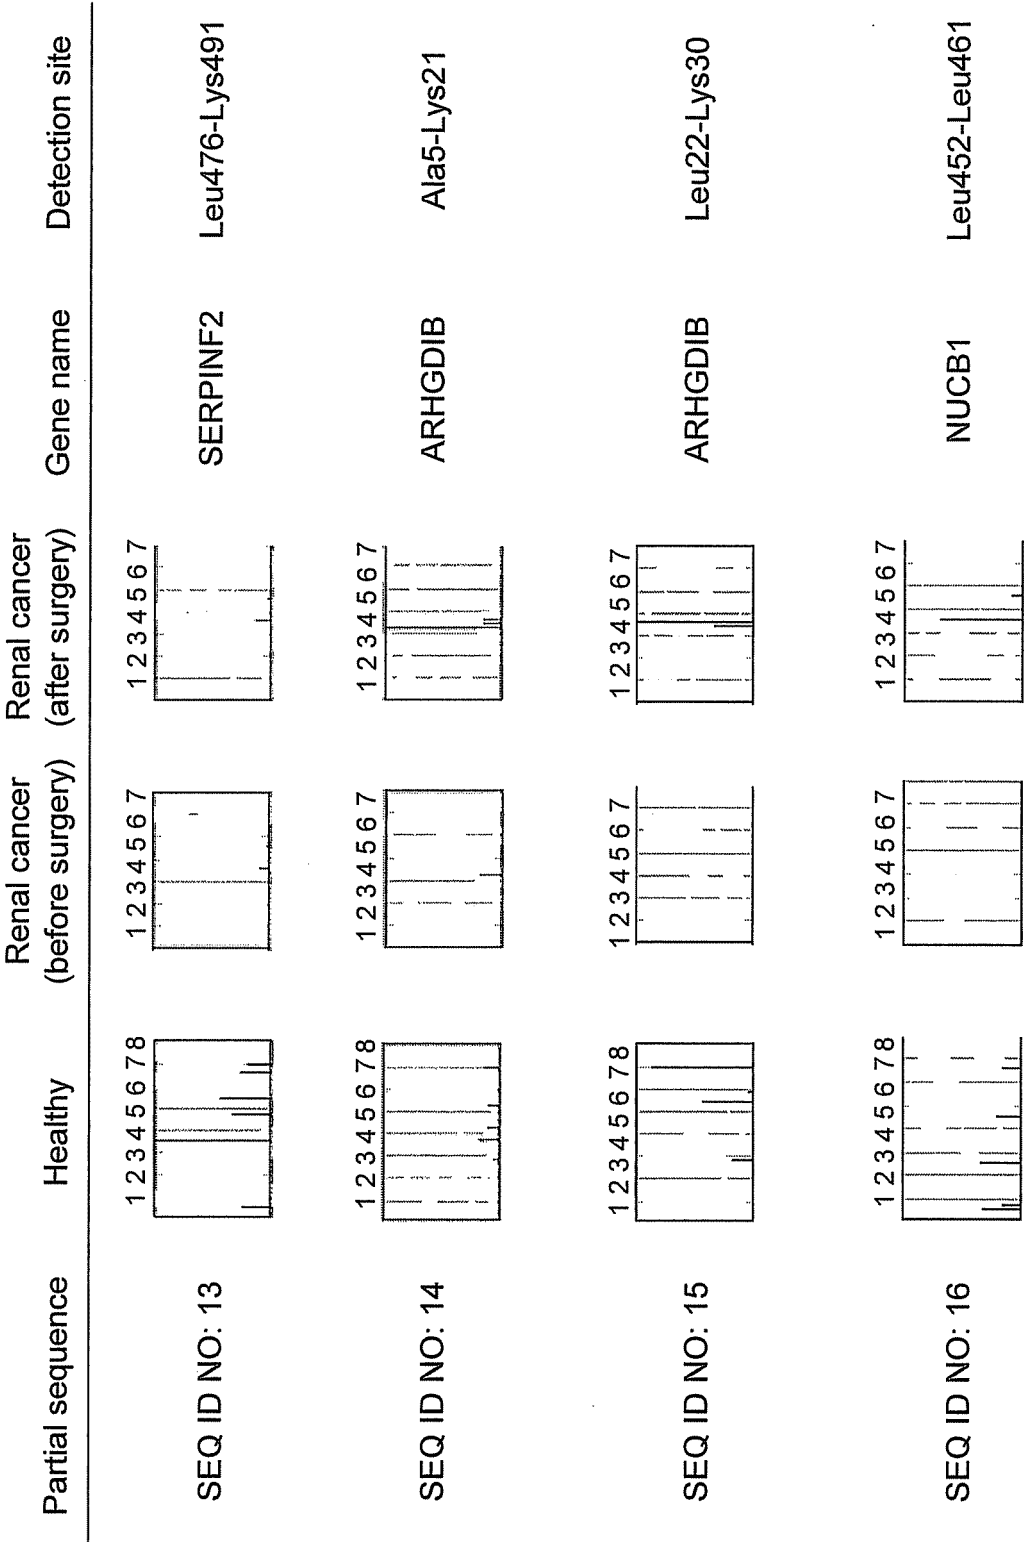 Partial sequence Healthy Renal cancer (before surgery) Renal cancer (after surgery) Gene name Detection site
1 2 3 4 5 6 7 8 1 2 3 4 5 6 7 1 2 3 4 5 6 7
SEQ ID NO: 13 SERPINF2 Leu476-Lys491
1 2 3 4 5 6 7 8 1 2 3 4 5 6 7 1 2 3 4 5 6 7
SEQ ID NO: 14 ARHGDIB Ala5-Lys21
1 2 3 4 5 6 7 8 1 2 3 4 5 6 7 1 2 3 4 5 6 7
SEQ ID NO: 15 ARHGDIB Leu22-Lys30
1 2 3 4 5 6 7 8 1 2 3 4 5 6 7 1 2 3 4 5 6 7
SEQ ID NO: 16 NUCB1 Leu452-Leu461